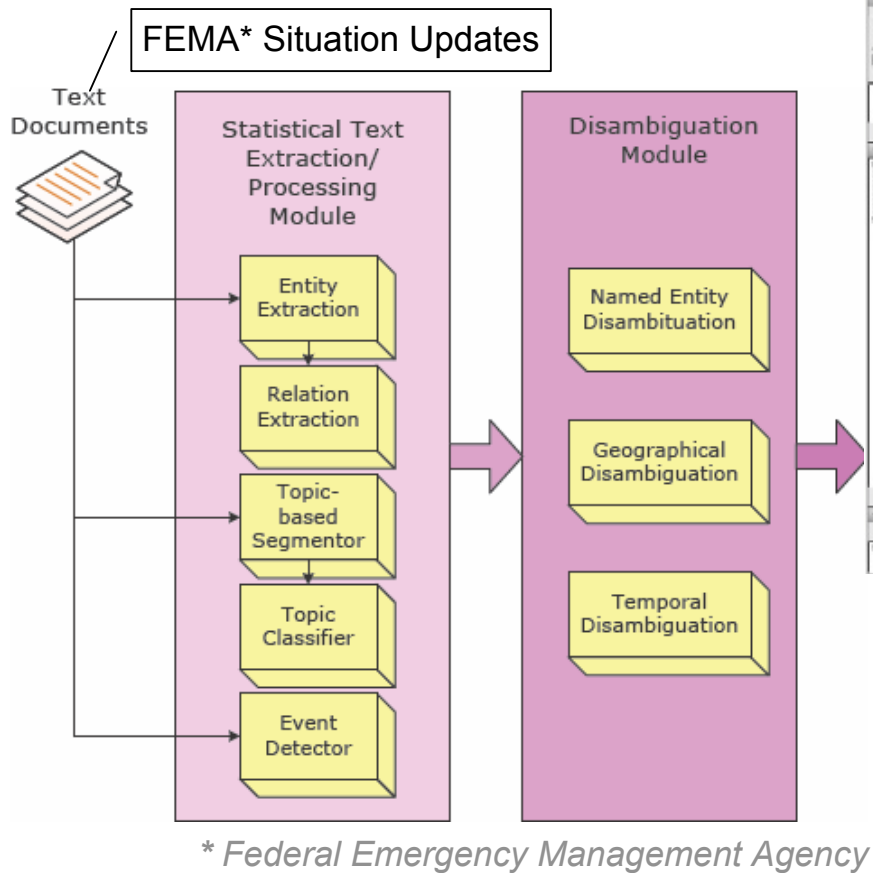 FEMA* Situation Updates
Text
Documents
Statistical Text
Extraction/
Processing
Module
Entity
Extraction
Relation
Extraction
Topic-
based
Segmentor
Topic
Classifier
Event
Detector
Disambiguation
Module
Named Entity
Disambituation
Geographical
Disambiguation
Temporal
Disambiguation
* Federal Emergency Management Agency